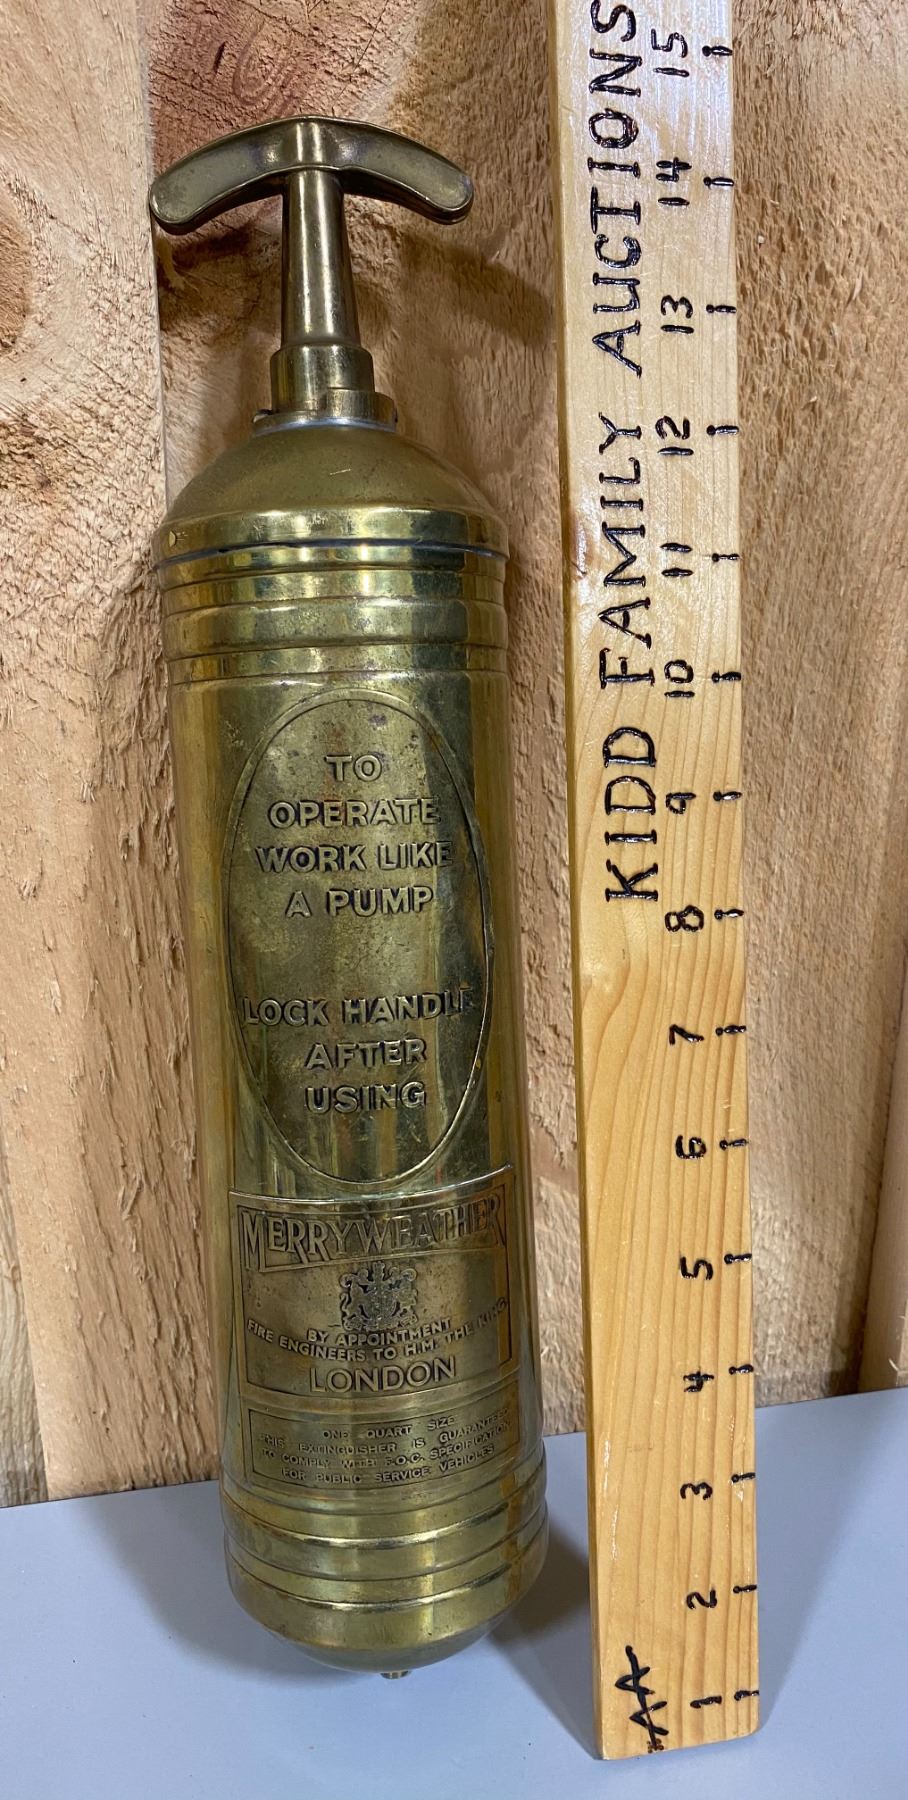 TO
OPERATE
WORK LIKE
A PUMP
LOCK HANDLE
AFTER
USING
MERRYWEATHER
BY APPOINTMENT
FIRE ENGINEERS TO H.M. THE KING
LONDON
ONE QUART SIZE
THIS EXTINGUISHER IS GUARANTEED
TO COMPLY WITH F.O.C. SPECIFICATION
FOR PUBLIC SERVICE VEHICLES
KIDD FAMILY AUCTIONS
15
14
13
12
11
10
9
8
7
6
5
4
3
2
1
AA